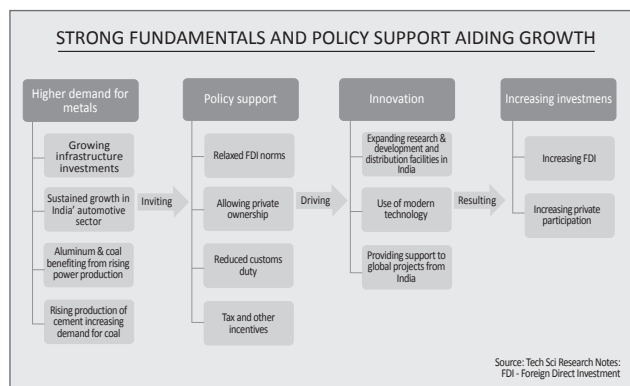 STRONG FUNDAMENTALS AND POLICY SUPPORT AIDING GROWTH
Higher demand for
metals
Growing
infrastructure
investments
Sustained growth in
India' automotive
sector
Aluminum & coal
benefiting from rising
power production
Rising production of
cement increasing
demand for coal
Inviting
Policy support
Relaxed FDI norms
Allowing private
ownership
Reduced customs
duty
Tax and other
incentives
Driving
Innovation
Expanding research &
development and
distribution facilities in
India
Use of modern
technology
Providing support to
global projects from
India
Resulting
Increasing investmens
Increasing FDI
Increasing private
participation
Source: Tech Sci Research Notes:
FDI - Foreign Direct Investment